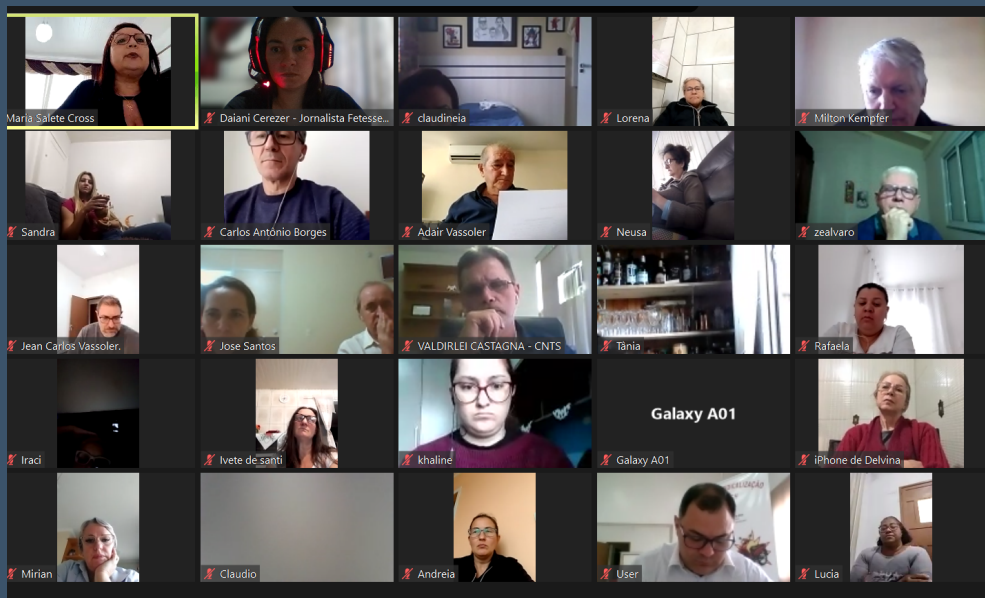 Maria Salete Cross
Daiani Cerezer - Jornalista Fetesse...
claudineia
Lorena
Milton Kempfer
Sandra
Carlos Antônio Borges
Adair Vassoler
Neusa
zealvaro
Jean Carlos Vassoler.
Jose Santos
VALDIRLEI CASTAGNA - CNTS
Tânia
Rafaela
Iraci
Ivete de santi
khaline
Galaxy A01
Galaxy A01
iPhone de Delvina
Mirian
Claudio
Andreia
User
Lucia